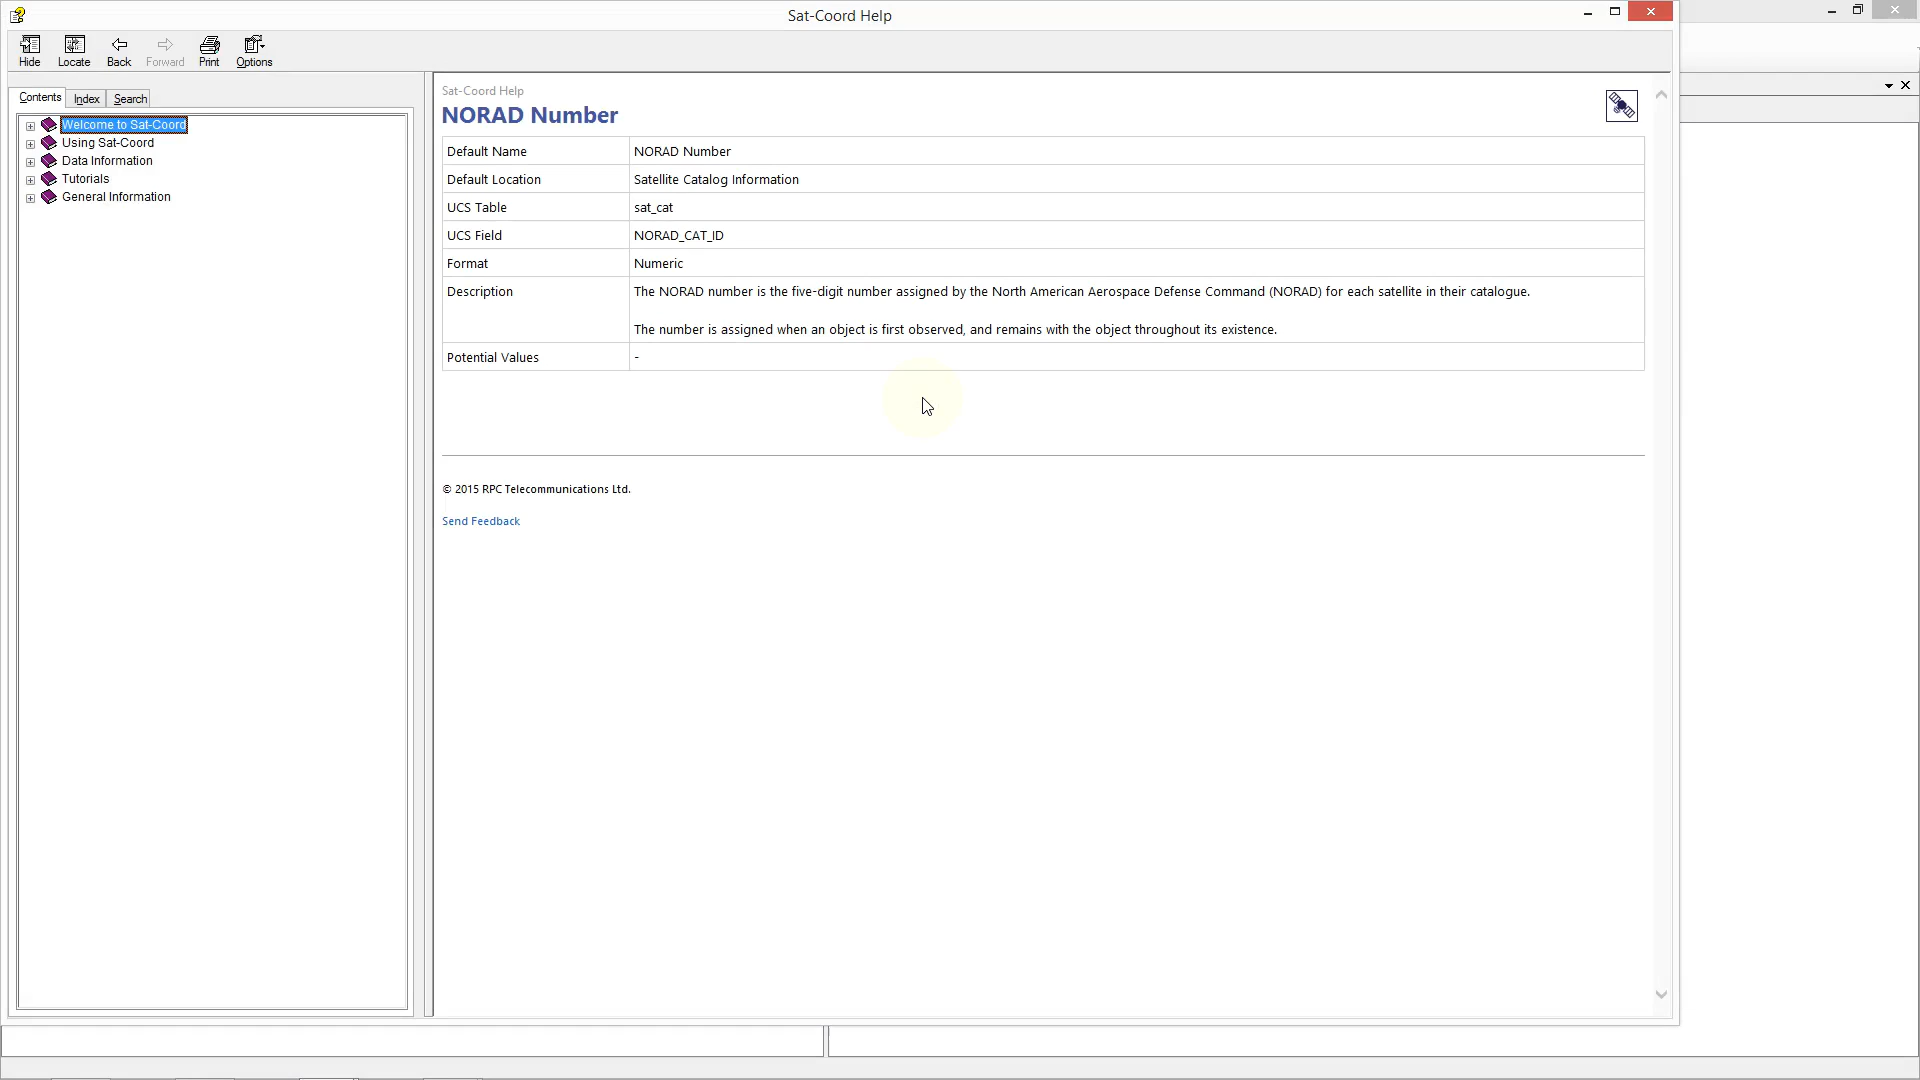 Sat-Coord Help
Hide Locate Back Forward Print Options
Contents Index Search
Welcome to Sat-Coord
Using Sat-Coord
Data Information
Tutorials
General Information
Sat-Coord Help
NORAD Number
Default Name NORAD Number
Default Location Satellite Catalog Information
UCS Table sat_cat
UCS Field NORAD_CAT_ID
Format Numeric
Description The NORAD number is the five-digit number assigned by the North American Aerospace Defense Command (NORAD) for each satellite in their catalogue.
The number is assigned when an object is first observed, and remains with the object throughout its existence.
Potential Values -
© 2015 RPC Telecommunications Ltd.
Send Feedback